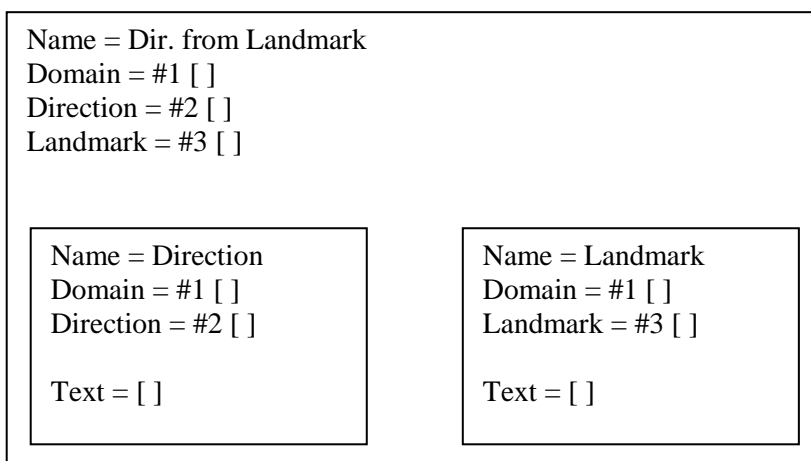 Name = Dir. from Landmark
Domain = #1 [ ]
Direction = #2 [ ]
Landmark = #3 [ ]
Name = Direction
Domain = #1 [ ]
Direction = #2 [ ]
Text = [ ]
Name = Landmark
Domain = #1 [ ]
Landmark = #3 [ ]
Text = [ ]